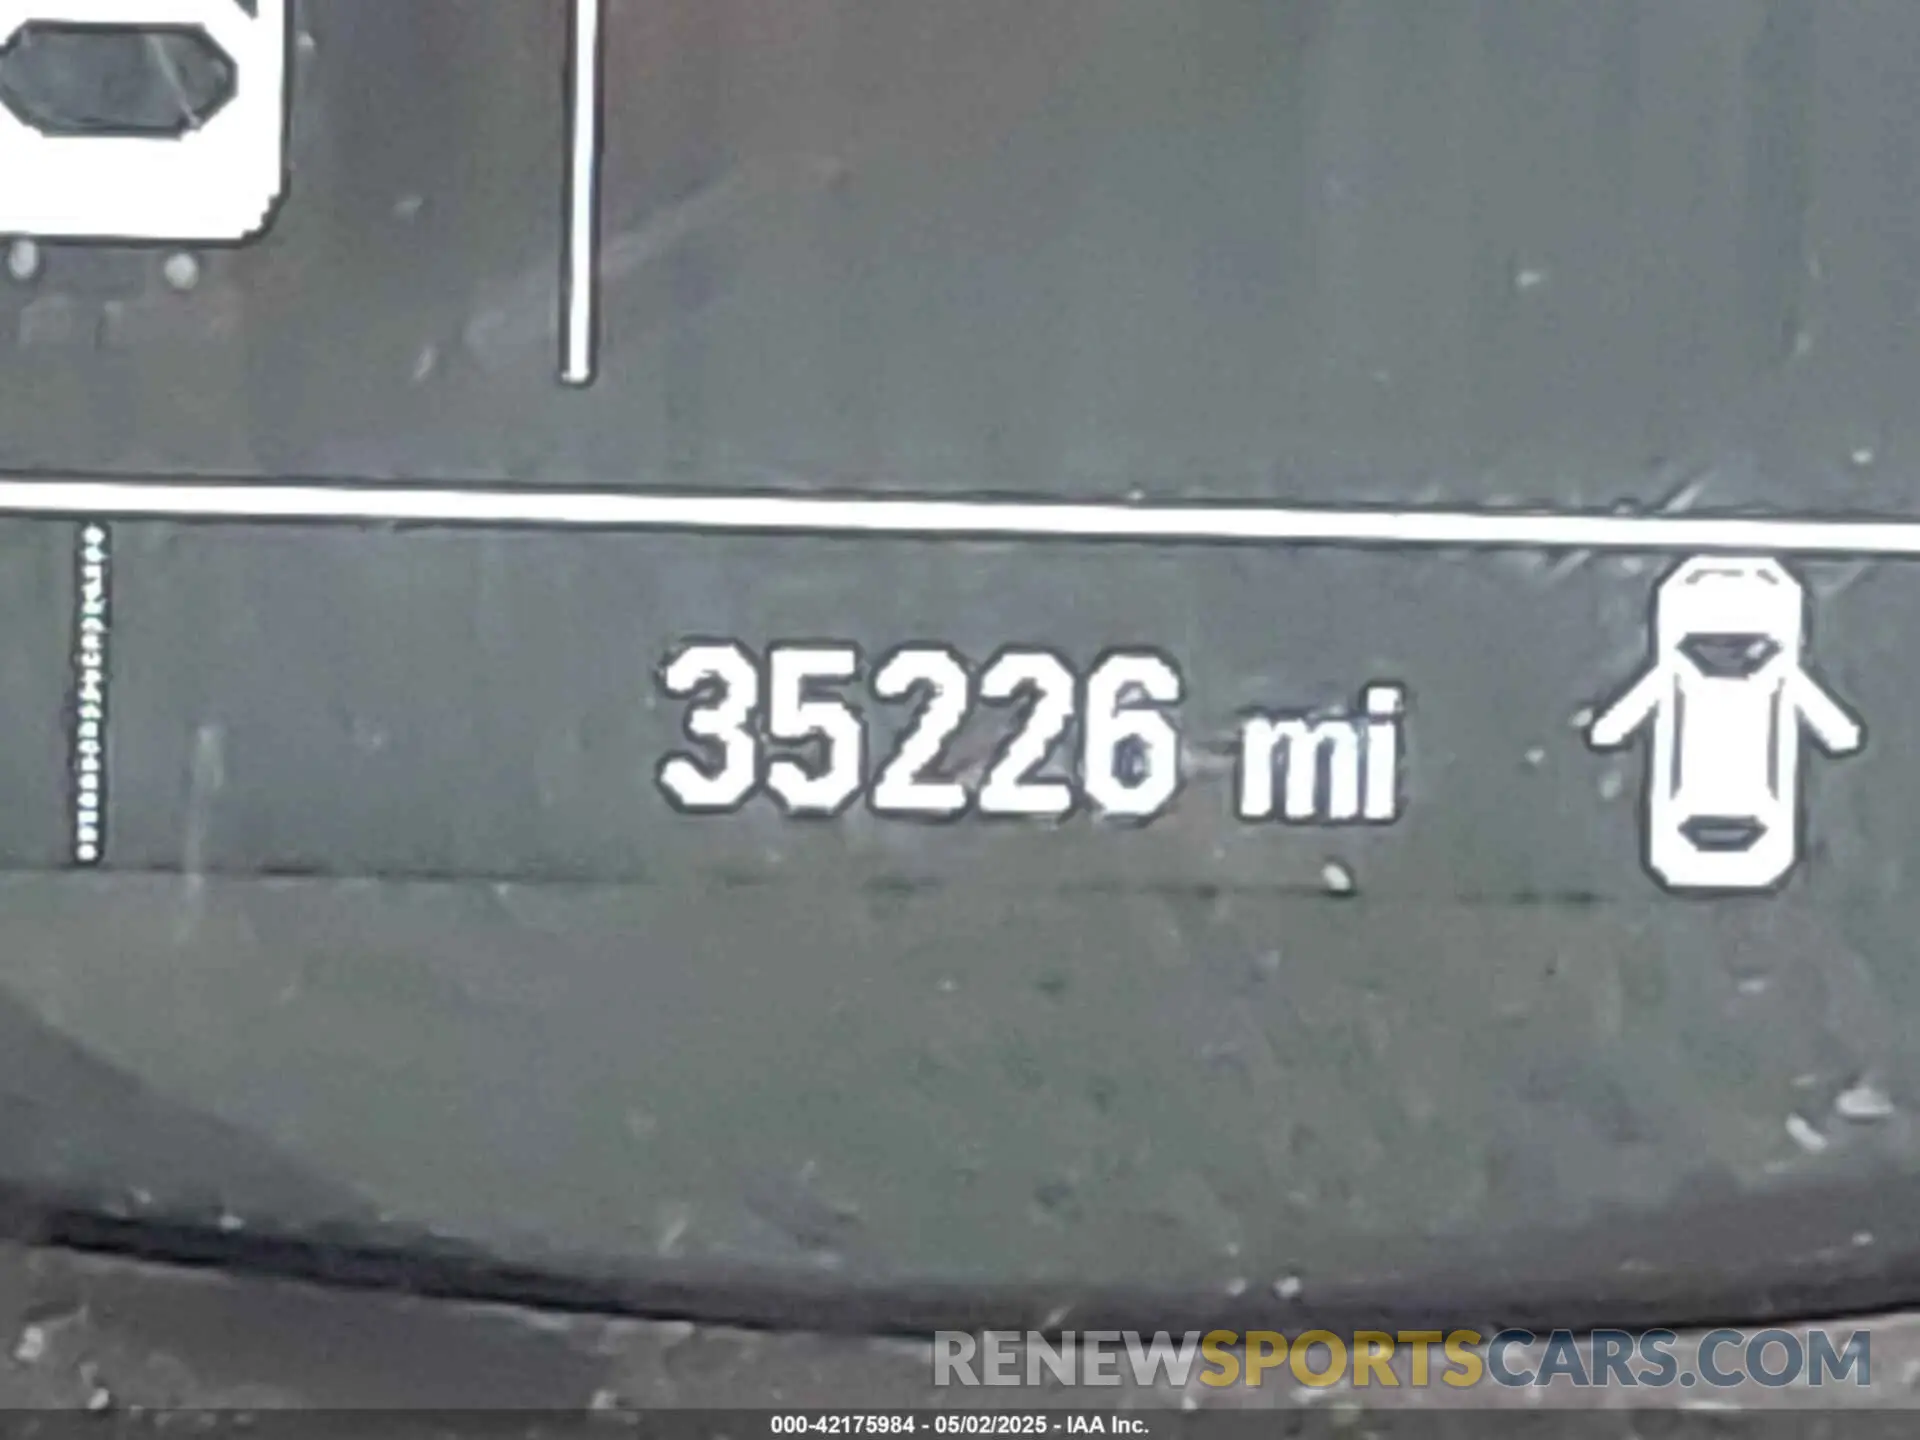 35226 mi
RENEWSPORTSCARS.COM
000-42175984 - 05/02/2025 - IAA Inc.